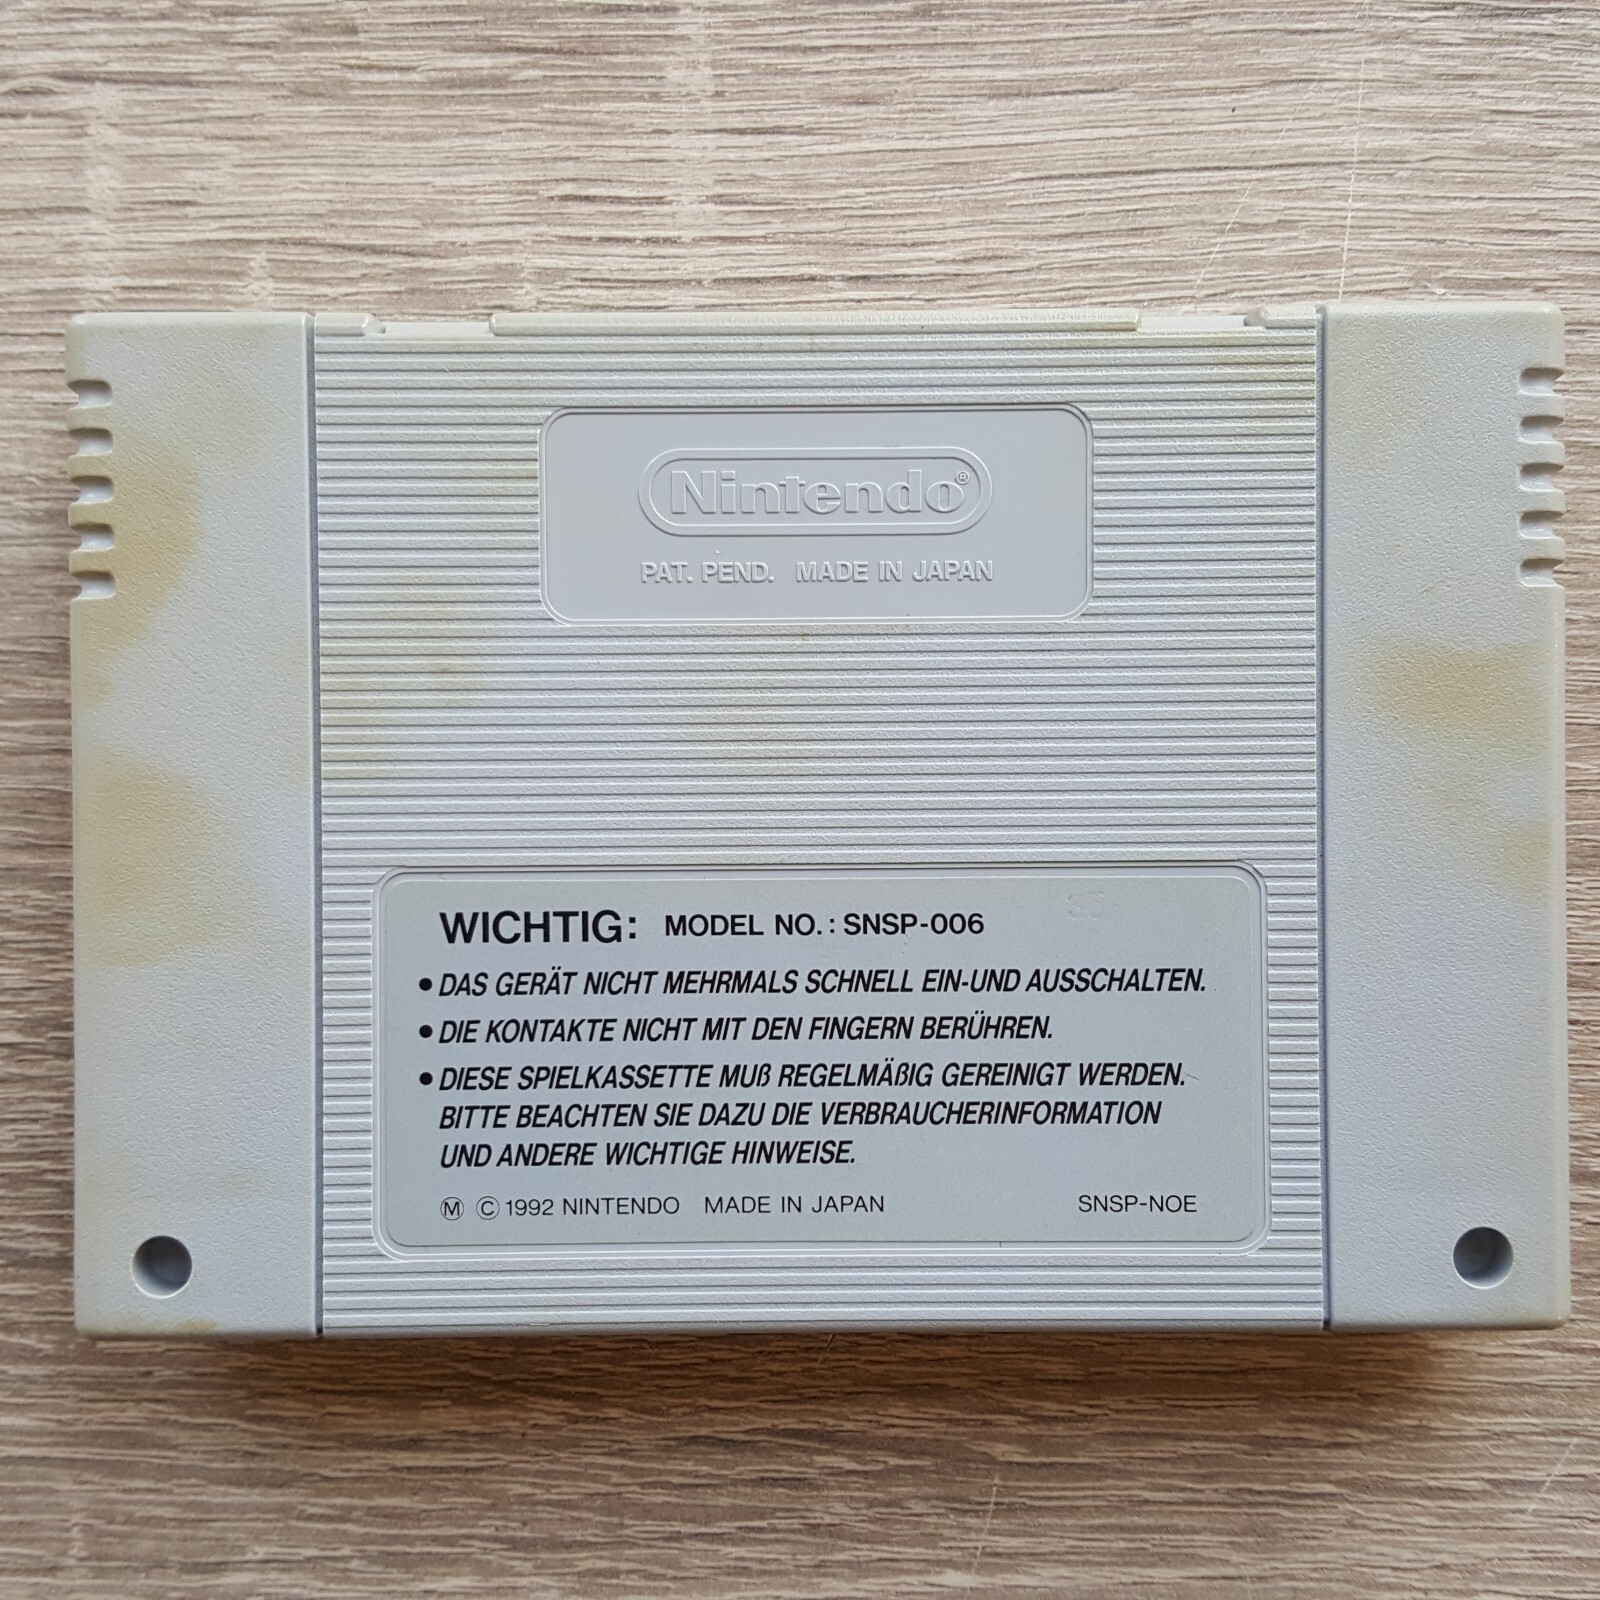 Nintendo®
PAT. PEND. MADE IN JAPAN
WICHTIG: MODEL NO.: SNSP-006
• DAS GERÄT NICHT MEHRMALS SCHNELL EIN-UND AUSSCHALTEN.
• DIE KONTAKTE NICHT MIT DEN FINGERN BERÜHREN.
• DIESE SPIELKASSETTE MUß REGELMÄßIG GEREINIGT WERDEN.
BITTE BEACHTEN SIE DAZU DIE VERBRAUCHERINFORMATION
UND ANDERE WICHTIGE HINWEISE.
Ⓜ © 1992 NINTENDO MADE IN JAPAN SNSP-NOE